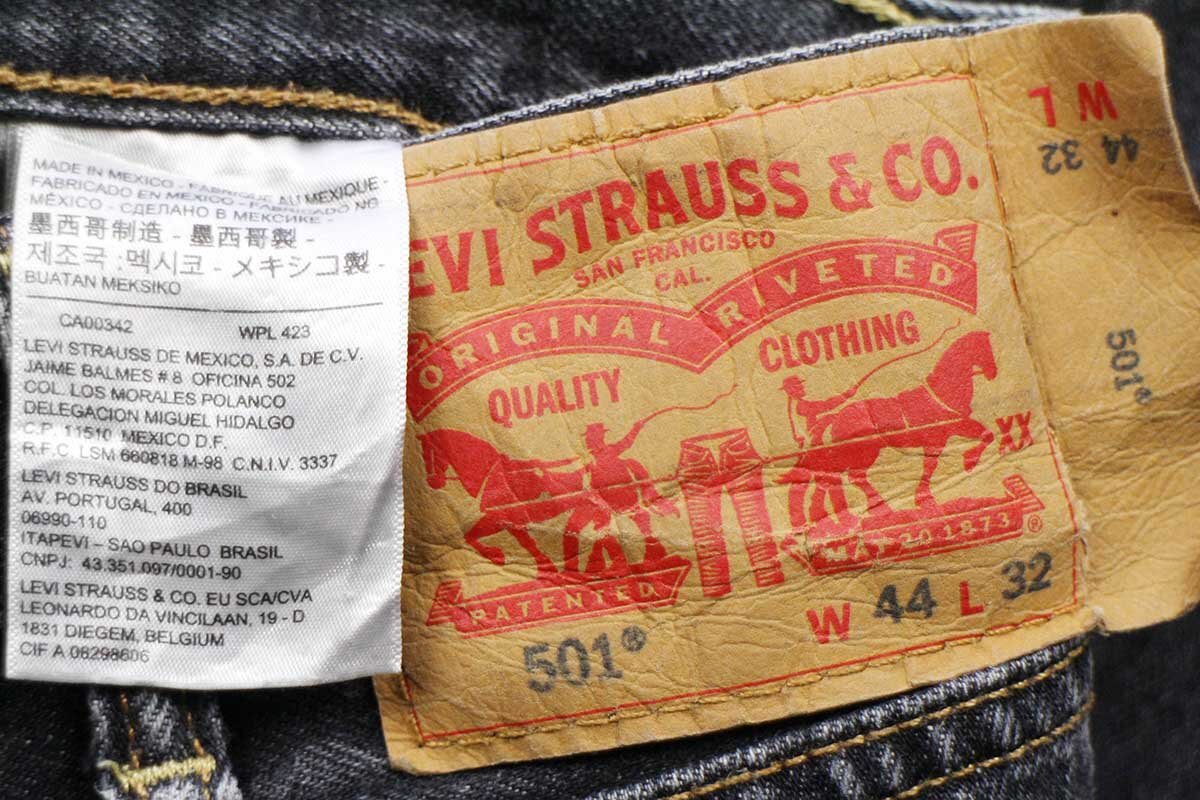 MADE IN MEXICO - FABRIQUE AU MEXIQUE -
FABRICADO EN MEXICO - FABRICADO NO
MÉXICO - СДЕЛАНО В МЕКСИКЕ -
墨西哥制造 - 墨西哥製 -
제조국 :멕시코 - メキシコ製 -
BUATAN MEKSIKO
CA00342 WPL 423
LEVI STRAUSS DE MEXICO, S.A. DE C.V.
JAIME BALMES # 8 OFICINA 502
COL. LOS MORALES POLANCO
DELEGACION MIGUEL HIDALGO
C.P. 11510 MEXICO D.F.
R.F.C. LSM 660818 M-98 C.N.I.V. 3337
LEVI STRAUSS DO BRASIL
AV. PORTUGAL, 400
06990-110
ITAPEVI – SAO PAULO BRASIL
CNPJ: 43.351.097/0001-90
LEVI STRAUSS & CO. EU SCA/CVA
LEONARDO DA VINCILAAN, 19 - D
1831 DIEGEM, BELGIUM
CIF A 08298606
LEVI STRAUSS & CO.
SAN FRANCISCO
CAL.
ORIGINAL RIVETED
QUALITY CLOTHING
XX
PATENTED MAY 20 1873 ®
501® W 44 L 32
W L
44 32
501®